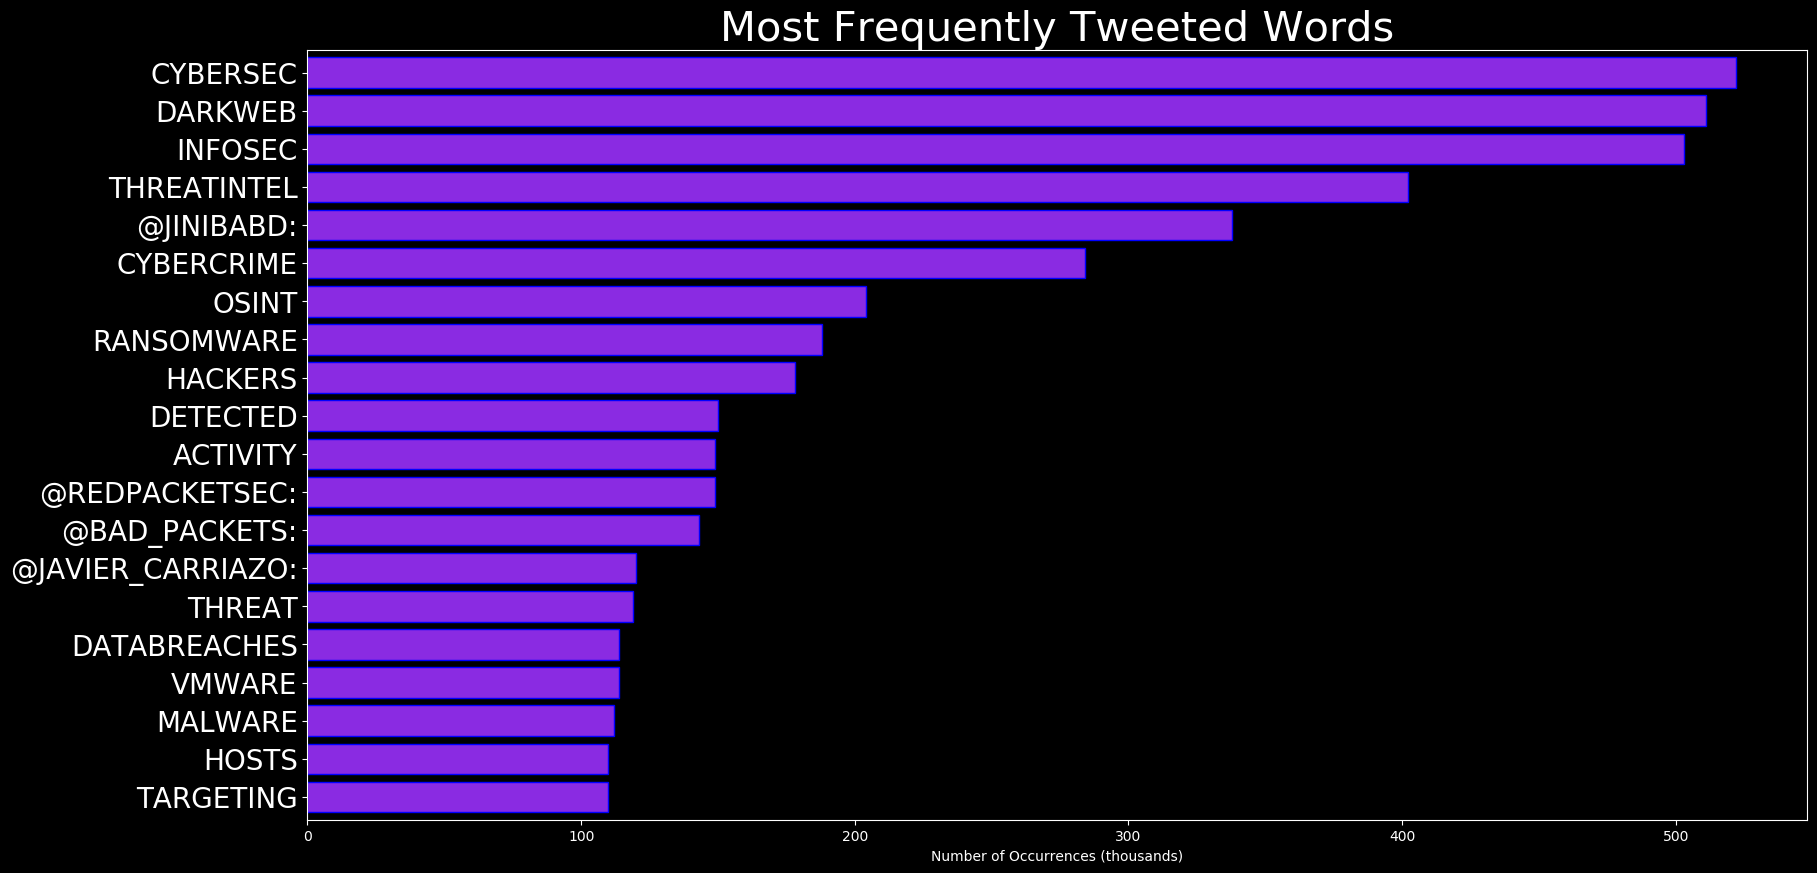 Most Frequently Tweeted Words
CYBERSEC
DARKWEB
INFOSEC
THREATINTEL
@JINIBABD:
CYBERCRIME
OSINT
RANSOMWARE
HACKERS
DETECTED
ACTIVITY
@REDPACKETSEC:
@BAD_PACKETS:
@JAVIER_CARRIAZO:
THREAT
DATABREACHES
VMWARE
MALWARE
HOSTS
TARGETING
0 100 200 300 400 500
Number of Occurrences (thousands)